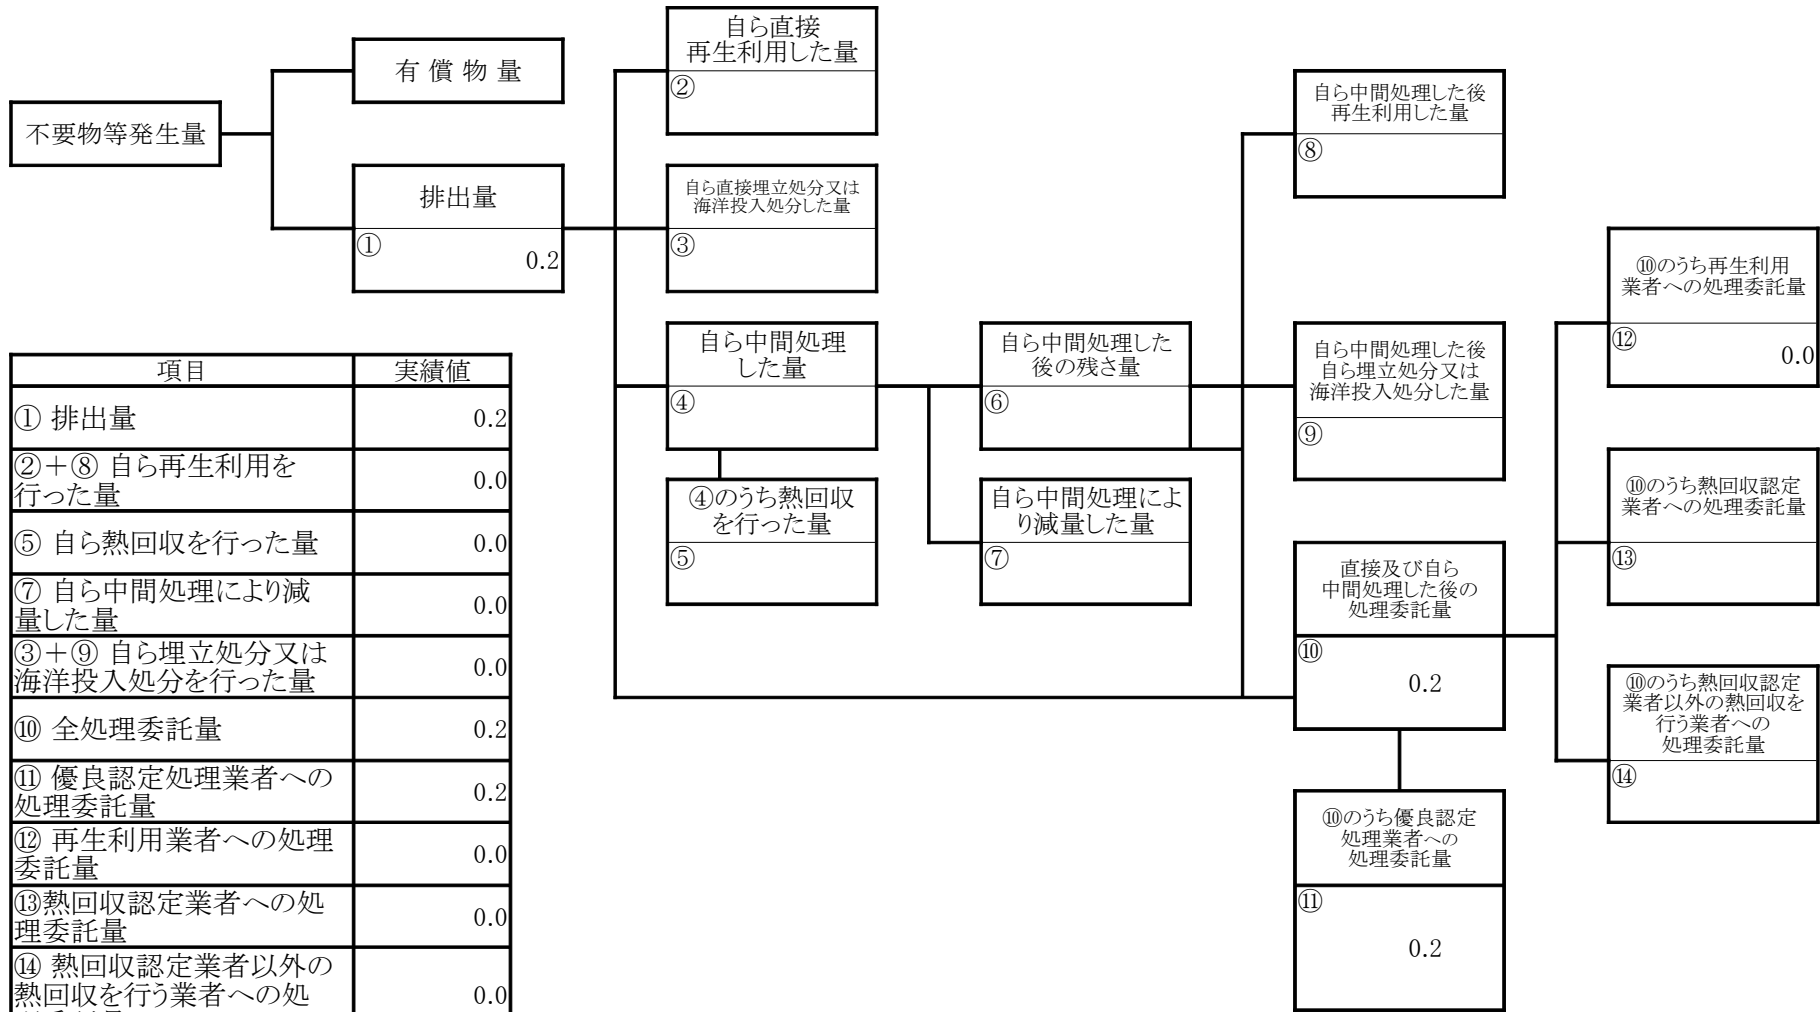 自ら直接
再生利用した量
②
有 償 物 量
不要物等発生量
排出量
①
0.2
自ら直接埋立処分又は
海洋投入処分した量
③
自ら中間処理した後
再生利用した量
⑧
⑩のうち再生利用
業者への処理委託量
⑫
0.0
自ら中間処理
した量
④
自ら中間処理した
後の残さ量
⑥
自ら中間処理した後
自ら埋立処分又は
海洋投入処分した量
⑨
④のうち熱回収
を行った量
⑤
自ら中間処理によ
り減量した量
⑦
⑩のうち熱回収認定
業者への処理委託量
⑬
直接及び自ら
中間処理した後の
処理委託量
⑩
0.2
⑩のうち熱回収認定
業者以外の熱回収を
行う業者への
処理委託量
⑭
⑩のうち優良認定
処理業者への
処理委託量
⑪
0.2
項目 実績値
① 排出量 0.2
②+⑧ 自ら再生利用を
行った量 0.0
⑤ 自ら熱回収を行った量 0.0
⑦ 自ら中間処理により減
量した量 0.0
③+⑨ 自ら埋立処分又は
海洋投入処分を行った量 0.0
⑩ 全処理委託量 0.2
⑪ 優良認定処理業者への
処理委託量 0.2
⑫ 再生利用業者への処理
委託量 0.0
⑬熱回収認定業者への処
理委託量 0.0
⑭ 熱回収認定業者以外の
熱回収を行う業者への処 0.0